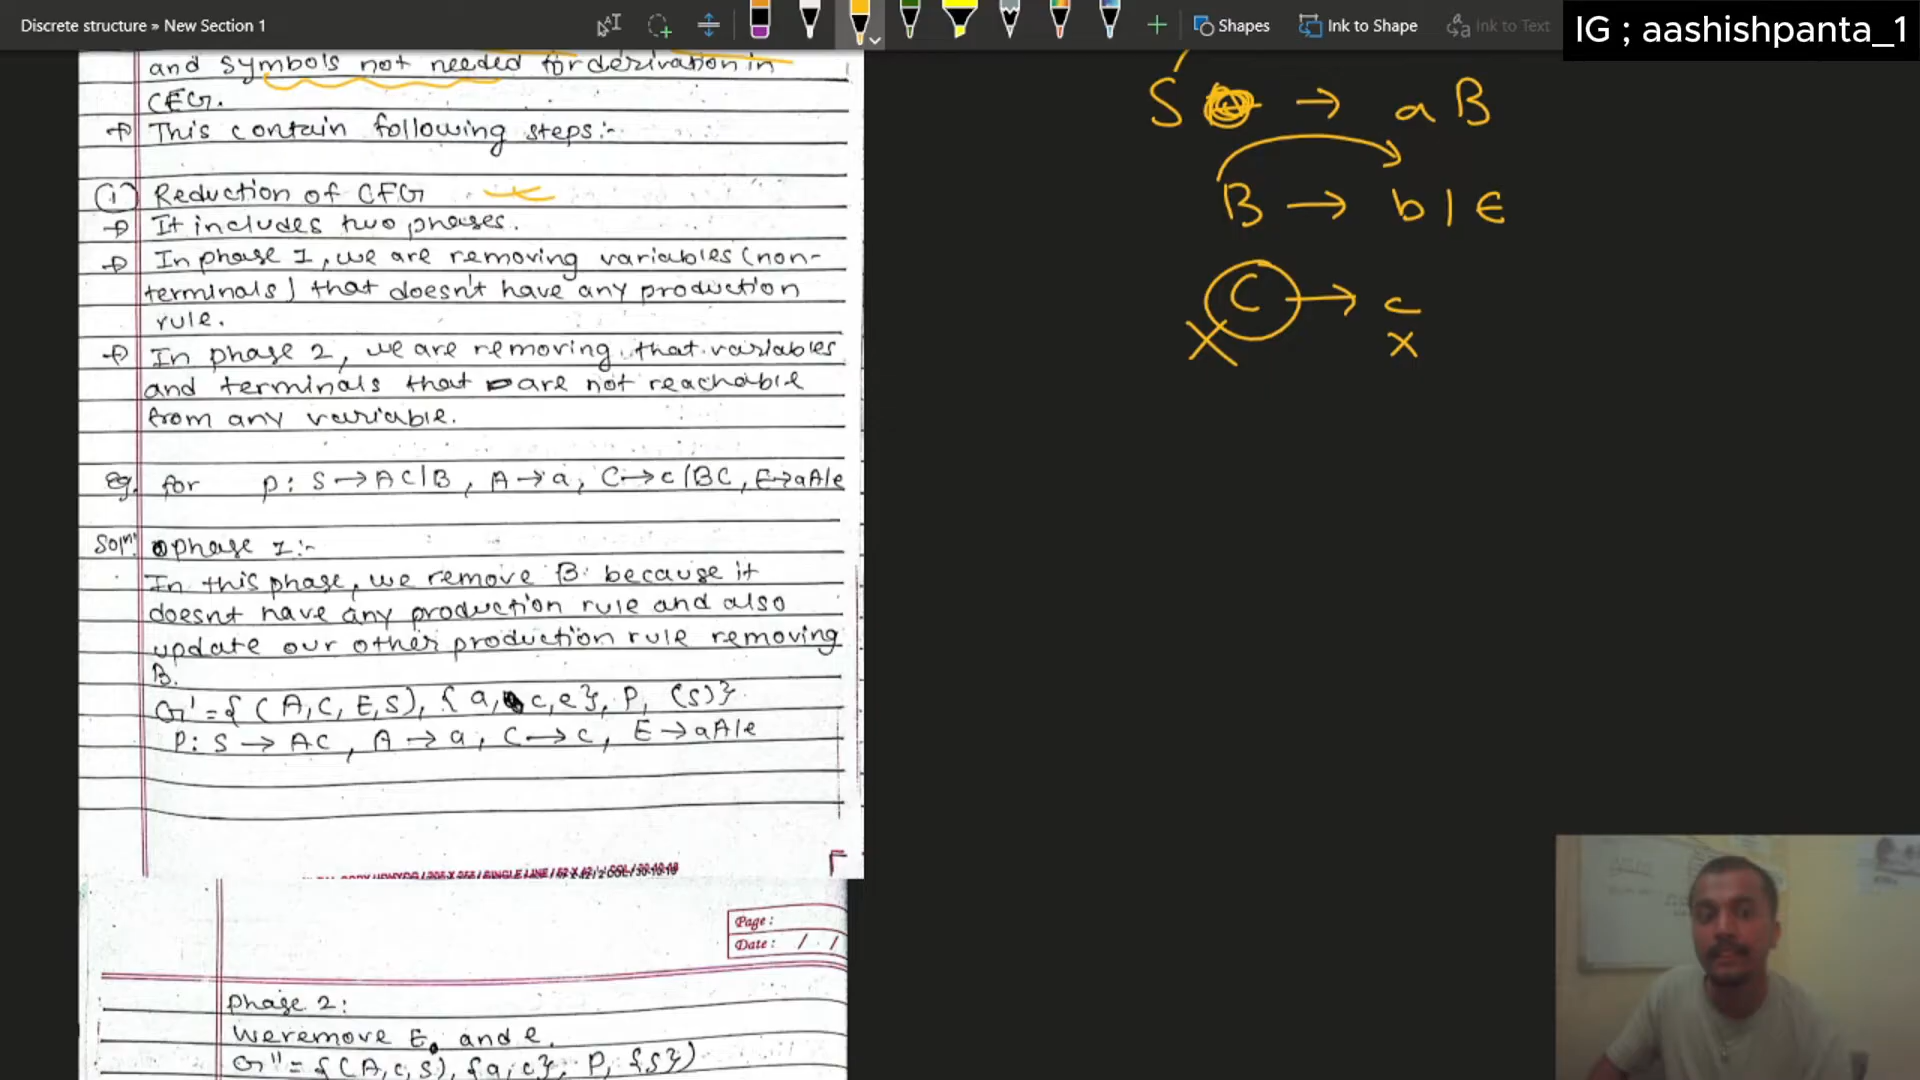 Discrete structure » New Section 1
Shapes
Ink to Shape
Ink to Text
IG ; aashishpanta_1
and symbols not needed for derivation in
CFG.
→ This contain following steps:-
① Reduction of CFG
→ It includes two phases.
→ In phase 1, we are removing variables (non-
terminals) that doesn't have any production
rule.
→ In phase 2, we are removing that variables
and terminals that are not reachable
from any variable.
Eg. for P: S → AC|B, A → a, C → c|BC, E → aA|e
Soln: phase 1:-
In this phase, we remove B because it
doesnt have any production rule and also
update our other production rule removing
B.
G' = { (A, C, E, S), { a, c, e }, P, (S) }
P: S → AC, A → a, C → c, E → aA|e
Page:
Date: / /
phase 2:
We remove E and e.
G'' = { (A, C, S), { a, c }, P, {S} )
S → a B
B → b | ∈
C → c
X X